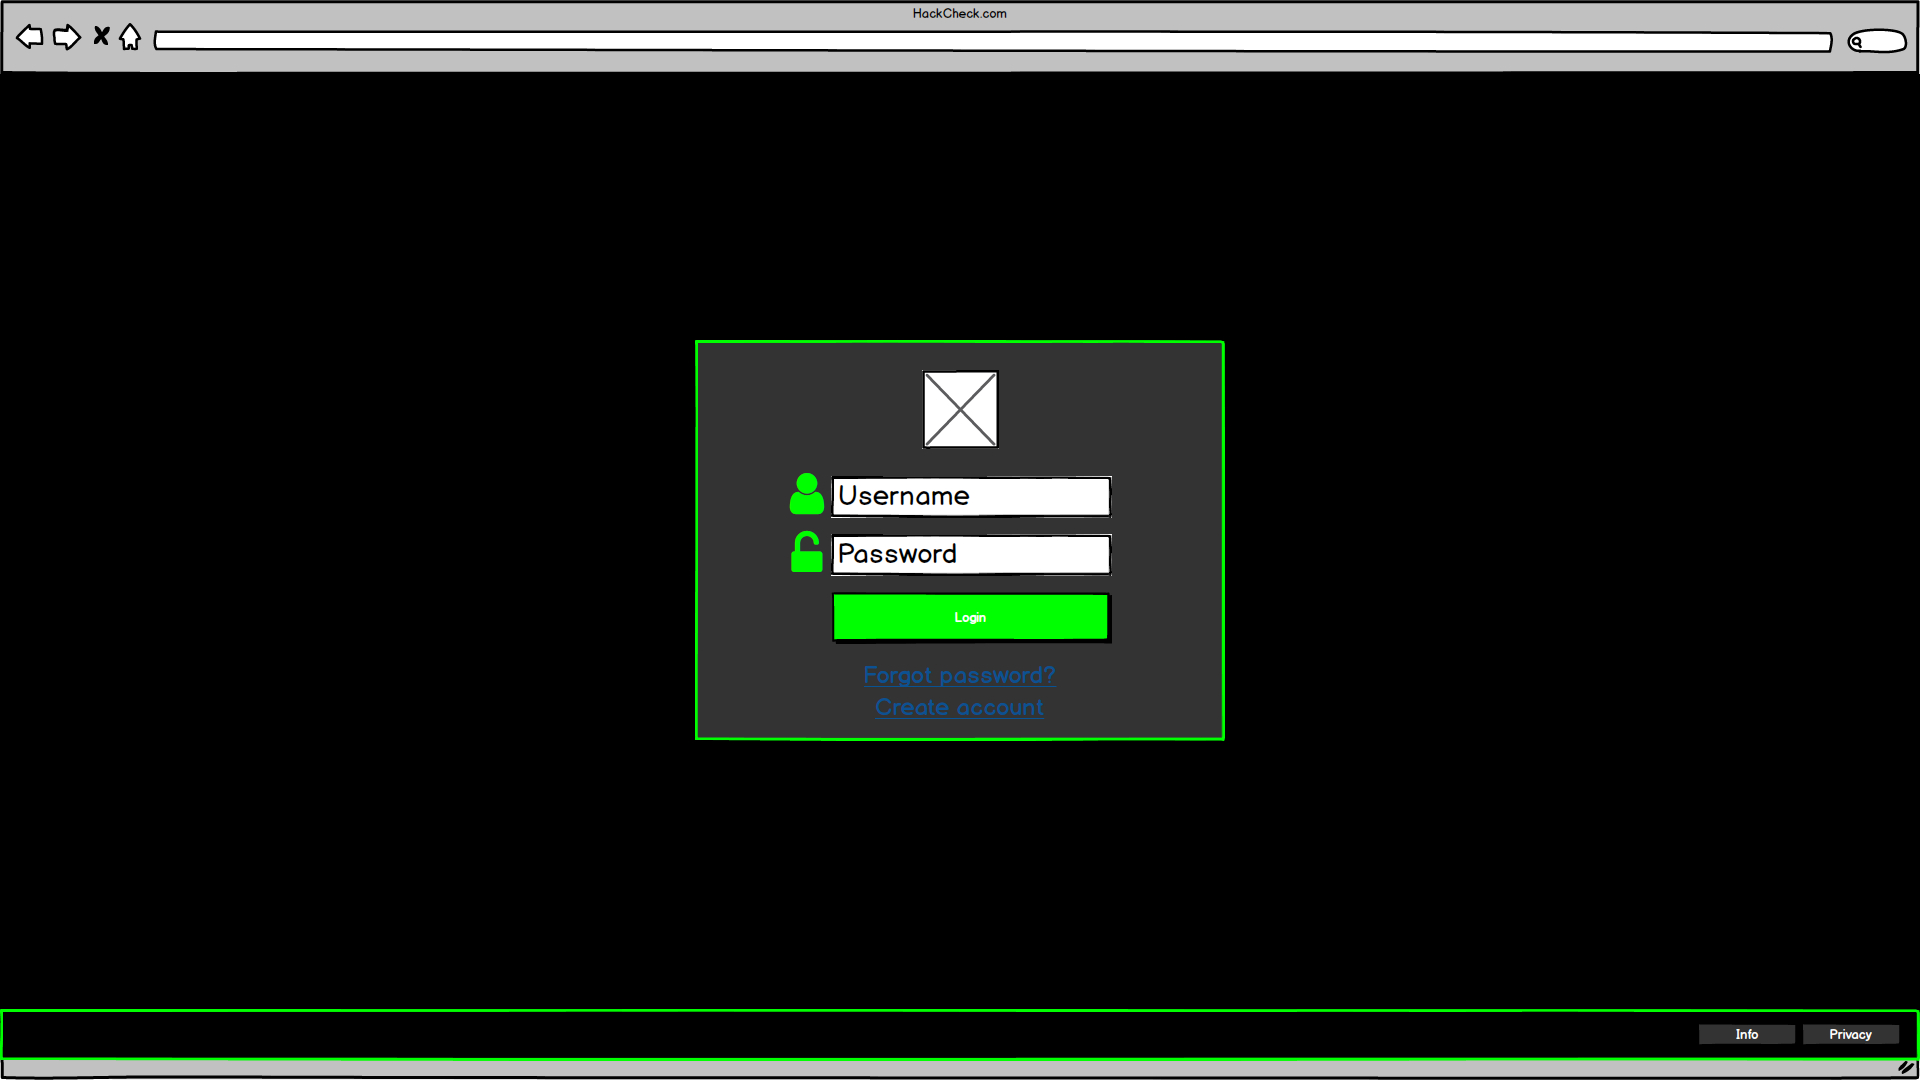 HackCheck.com
Username
Password
Login
Forgot password?
Create account
Info
Privacy